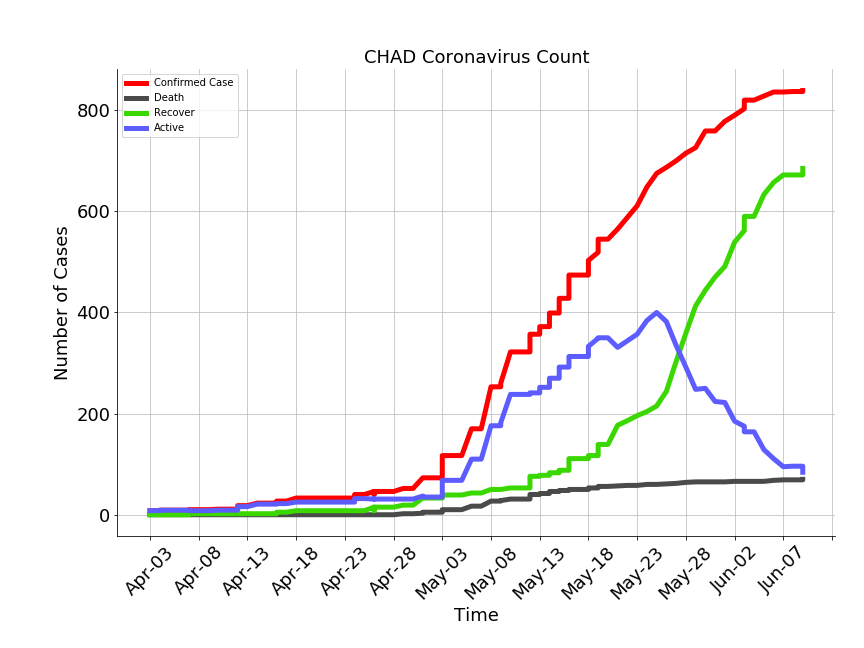 CHAD Coronavirus Count
Confirmed Case
Death
Recover
Active
Number of Cases
800
600
400
200
0
Apr-03
Apr-08
Apr-13
Apr-18
Apr-23
Apr-28
May-03
May-08
May-13
May-18
May-23
May-28
Jun-02
Jun-07
Time